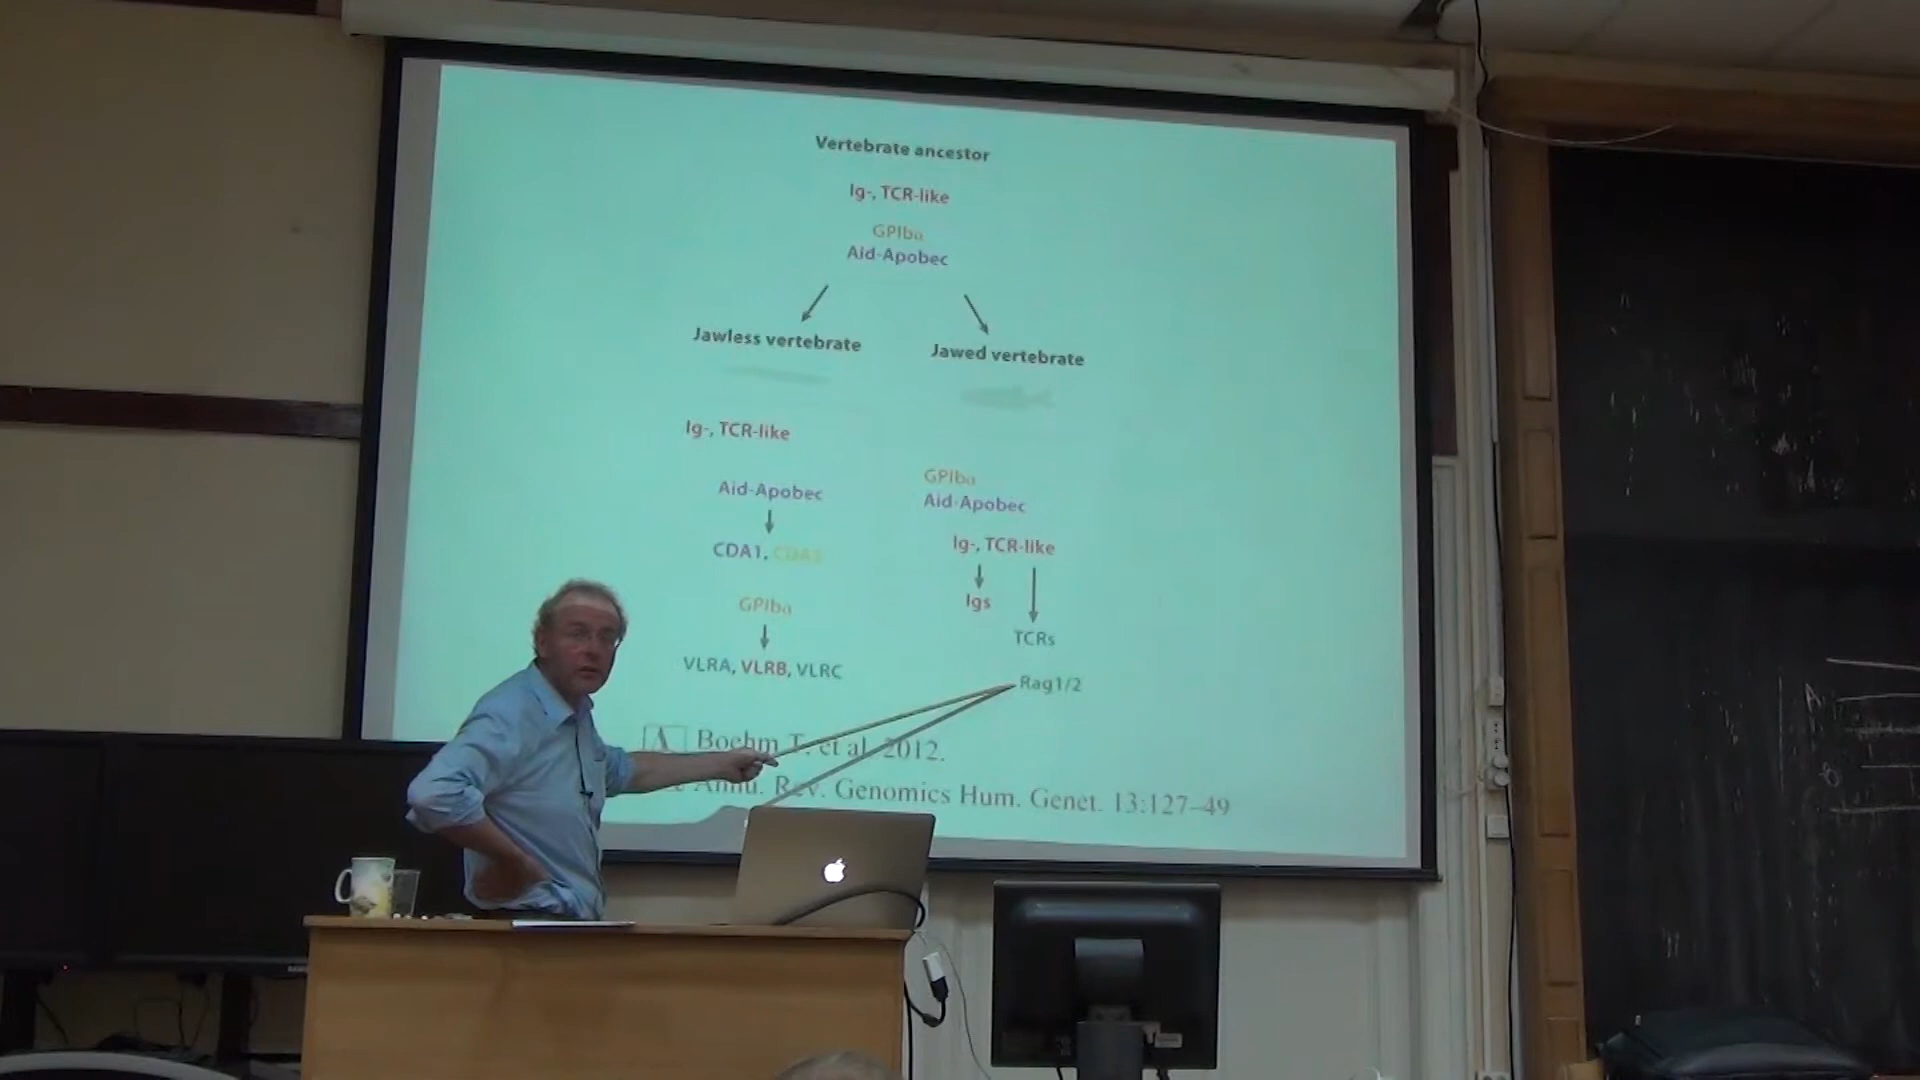 Vertebrate ancestor
Ig-, TCR-like
GPIbα
Aid-Apobec
Jawless vertebrate
Jawed vertebrate
Ig-, TCR-like
Aid-Apobec
CDA1,
GPIbα
VLRA, VLRB, VLRC
GPIbα
Aid-Apobec
Ig-, TCR-like
Igs
TCRs
Rag1/2
Boehm T. et al. 2012.
Annu. Rev. Genomics Hum. Genet. 13:127–49